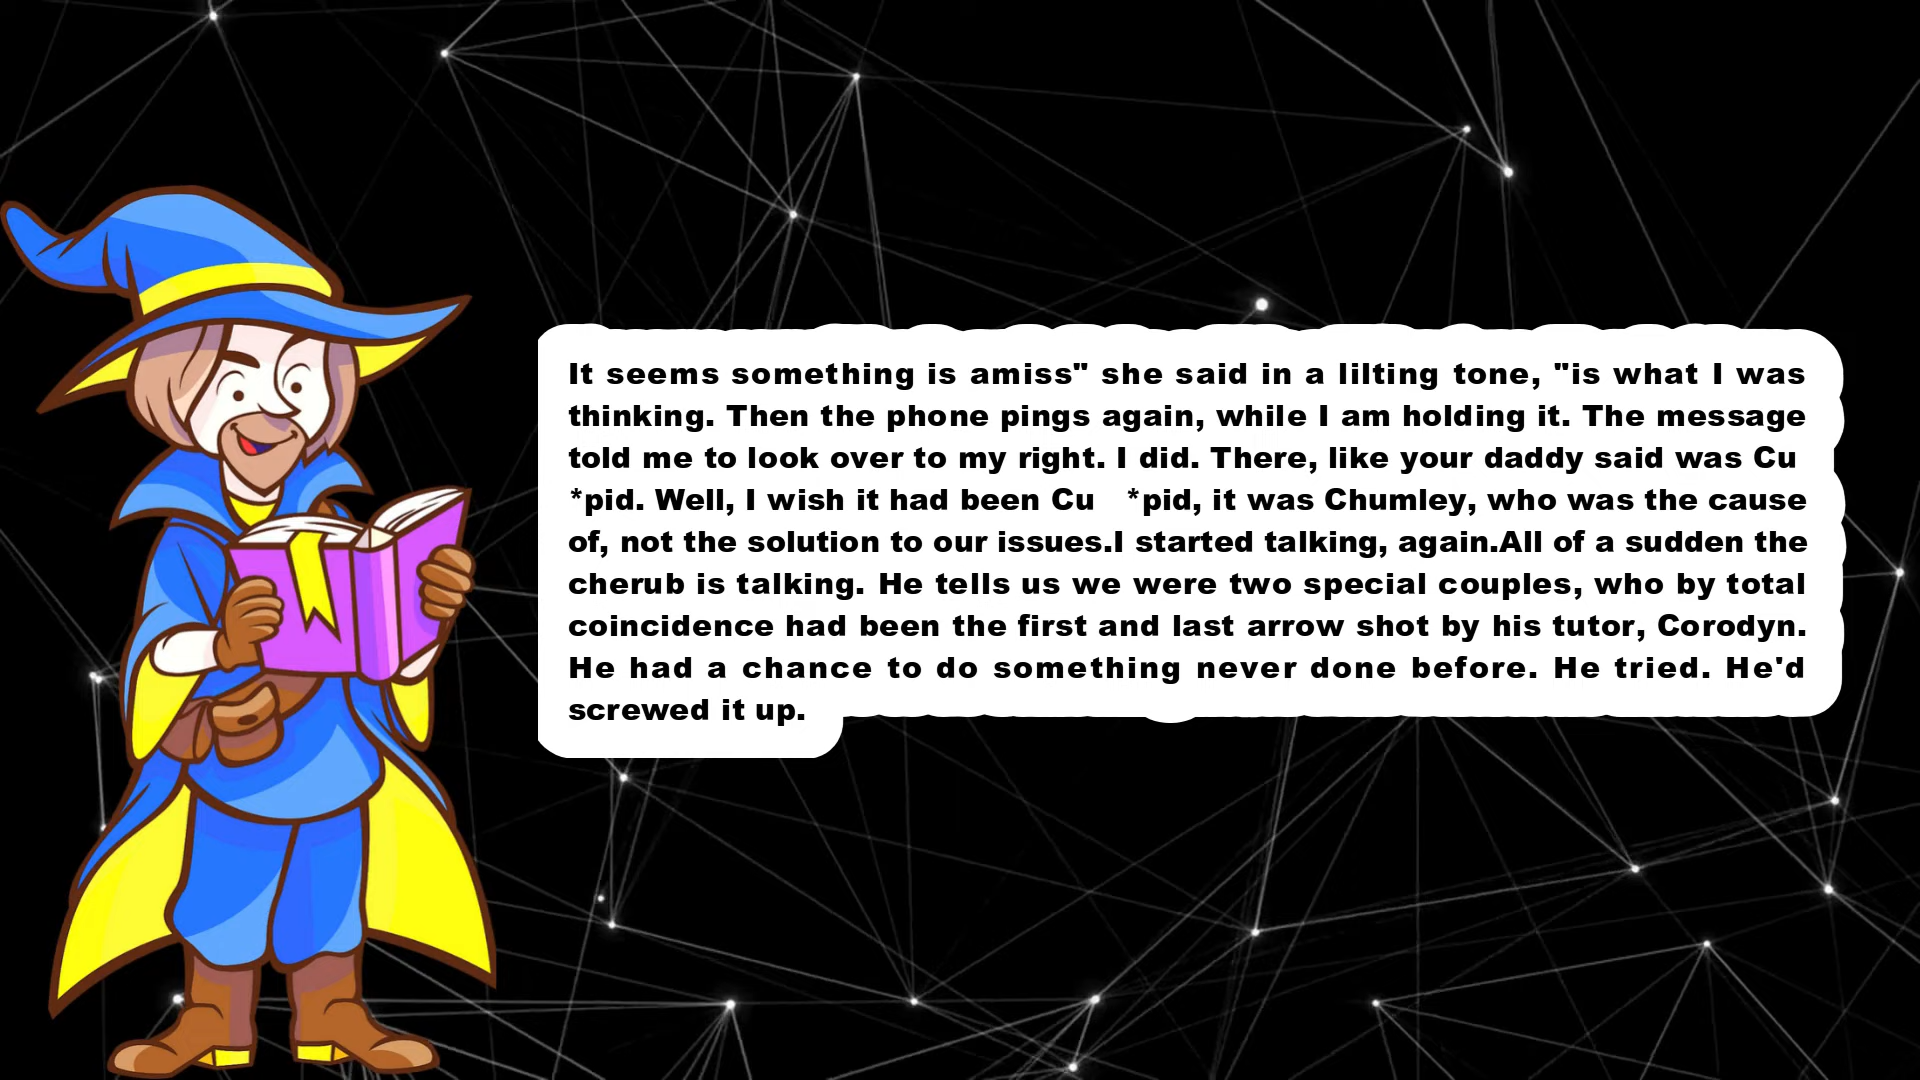 It seems something is amiss" she said in a lilting tone, "is what I was
thinking. Then the phone pings again, while I am holding it. The message
told me to look over to my right. I did. There, like your daddy said was Cu
*pid. Well, I wish it had been Cu   *pid, it was Chumley, who was the cause
of, not the solution to our issues.I started talking, again.All of a sudden the
cherub is talking. He tells us we were two special couples, who by total
coincidence had been the first and last arrow shot by his tutor, Corodyn.
He had a chance to do something never done before. He tried. He'd
screwed it up.